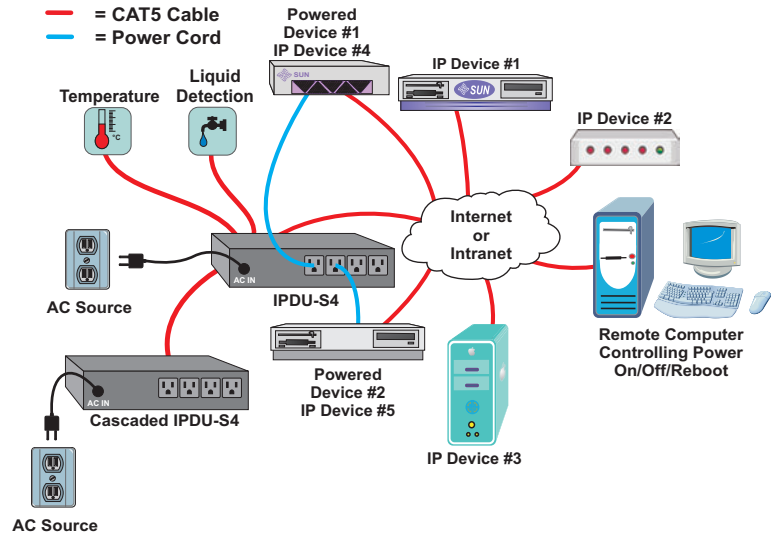 = CAT5 Cable
= Power Cord
Powered
Device #1
IP Device #4
SUN
IP Device #1
SUN
Temperature
°C
Liquid
Detection
IP Device #2
Internet
or
Intranet
AC Source
AC IN
IPDU-S4
Remote Computer
Controlling Power
On/Off/Reboot
AC IN
Cascaded IPDU-S4
Powered
Device #2
IP Device #5
IP Device #3
AC Source